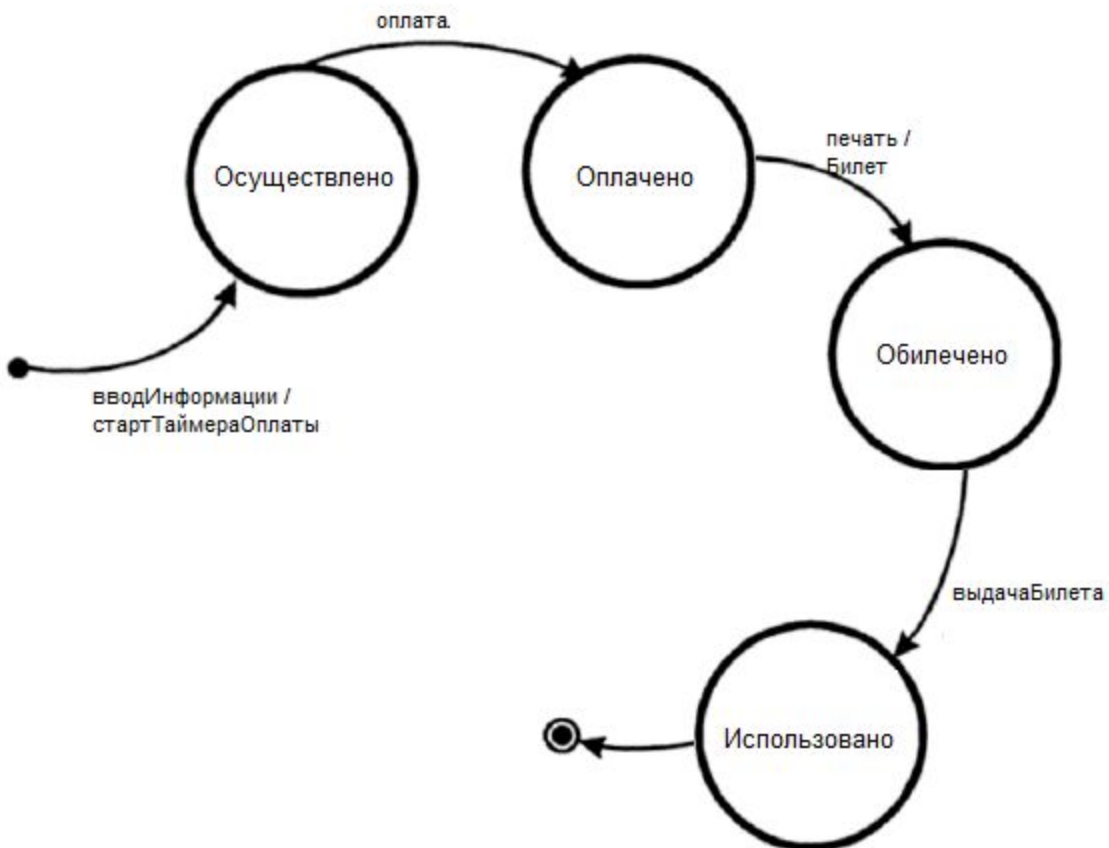 оплата.
Осуществлено
Оплачено
печать /
Билет
Обилечено
вводИнформации /
стартТаймераОплаты
выдачаБилета
Использовано